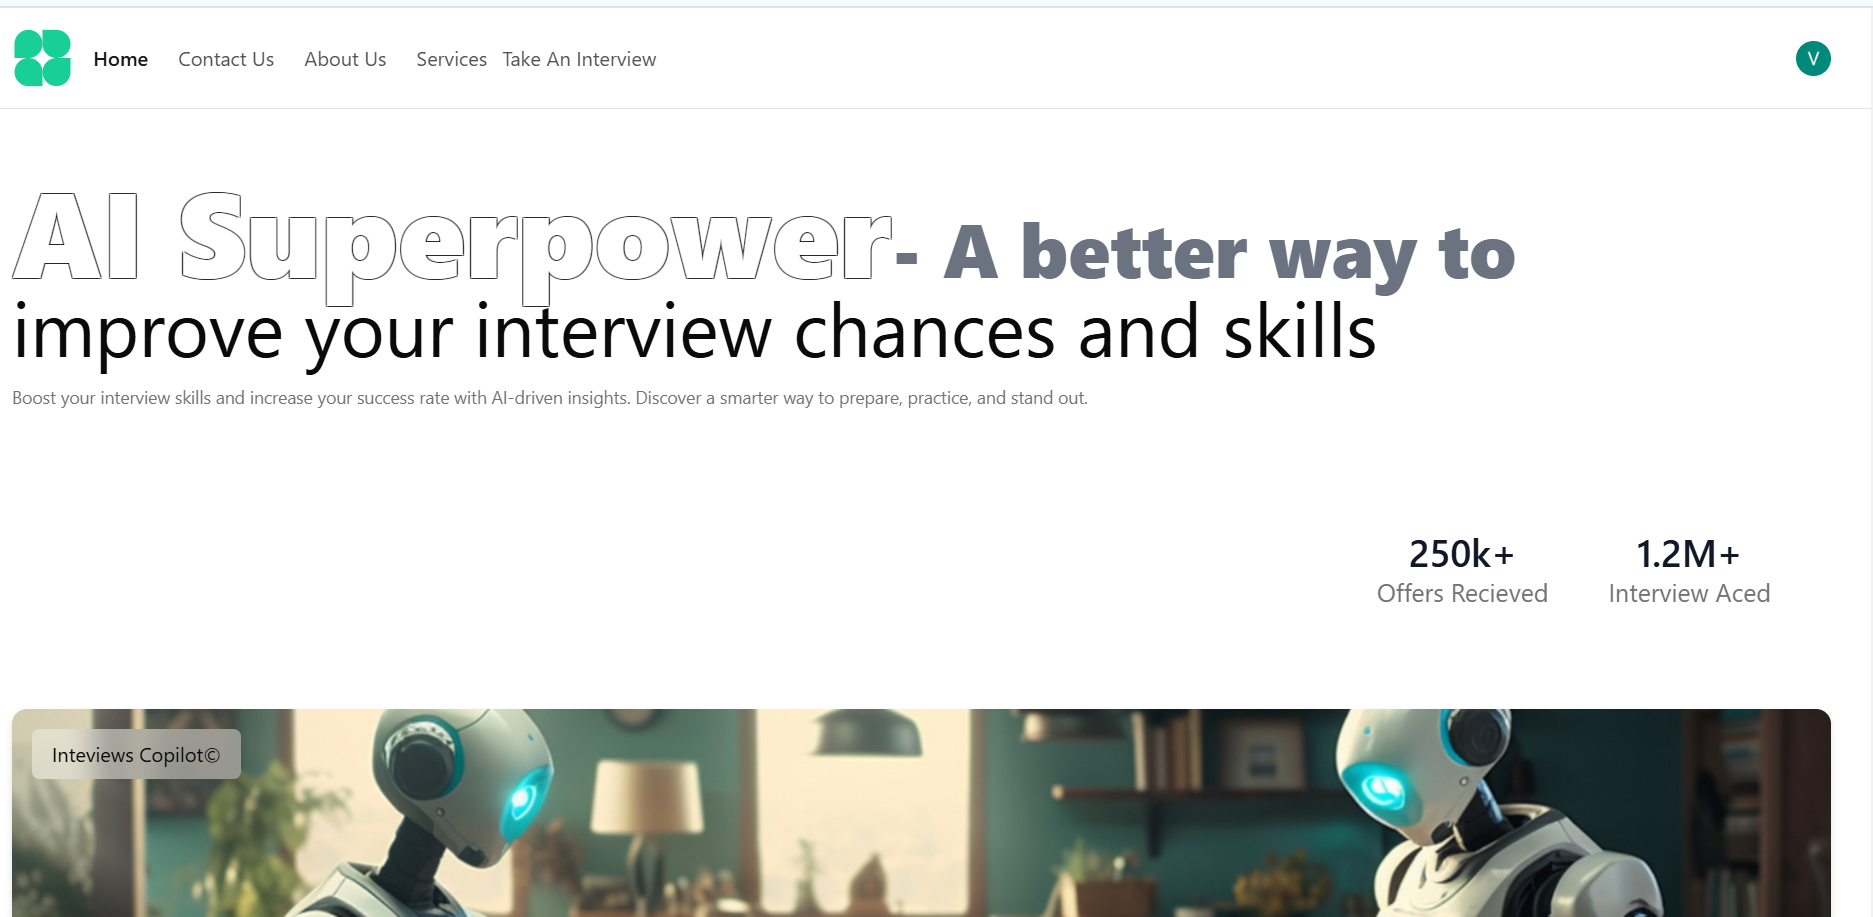 Home Contact Us About Us Services Take An Interview V
AI Superpower - A better way to
improve your interview chances and skills
Boost your interview skills and increase your success rate with AI-driven insights. Discover a smarter way to prepare, practice, and stand out.
250k+ 1.2M+
Offers Recieved Interview Aced
Inteviews Copilot©